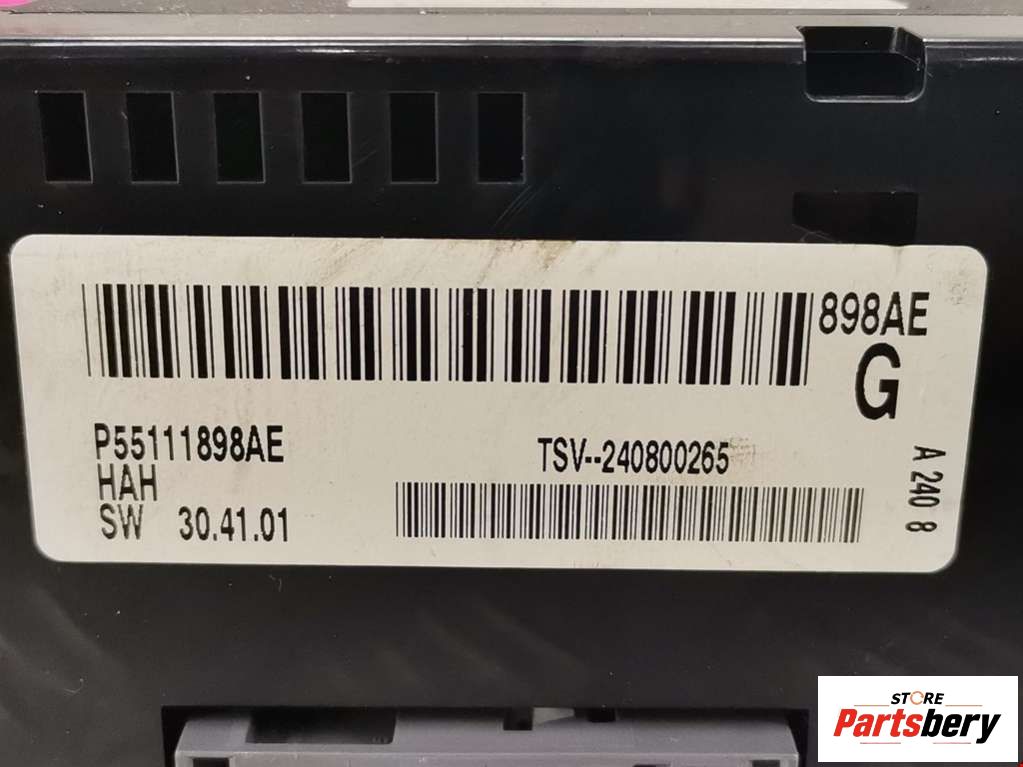 898AE
G
P55111898AE
HAH
SW 30.41.01
TSV--240800265
A 240 8
STORE
Partsbery